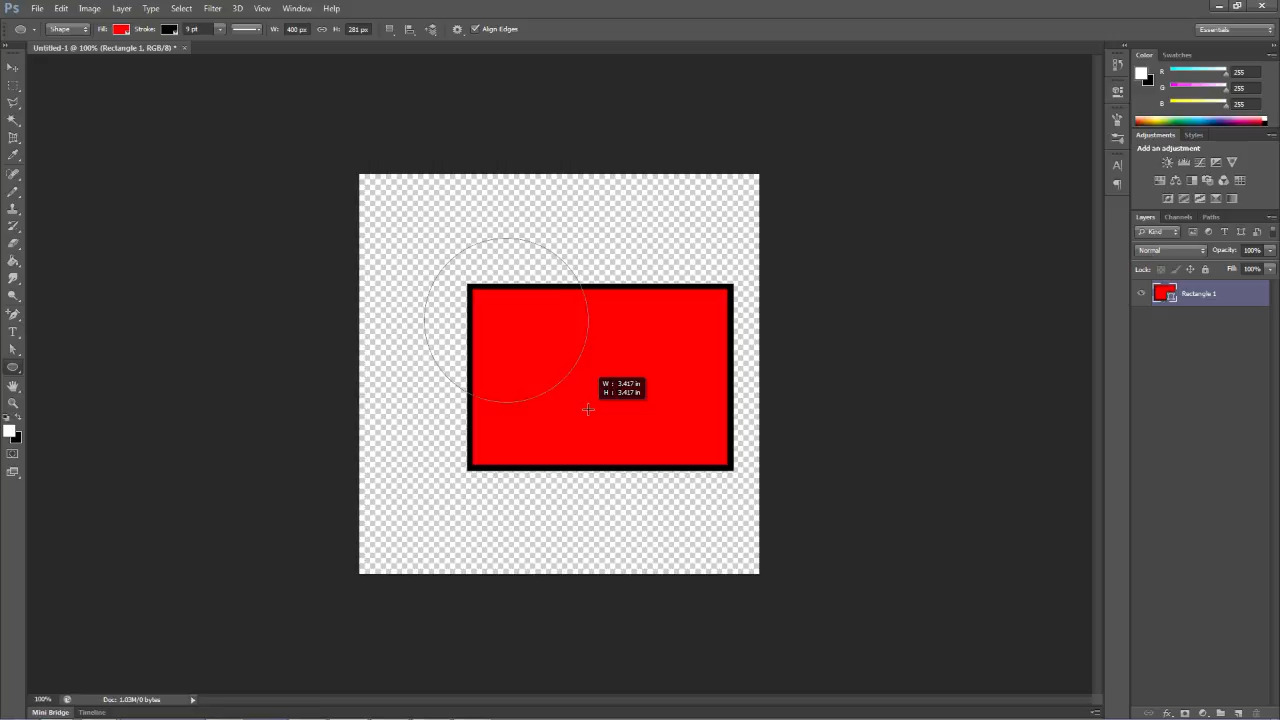 Ps File Edit Image Layer Type Select Filter 3D View Window Help
Shape Fill: Stroke: 9 pt W: 400 px H: 281 px Align Edges Essentials
Untitled-1 @ 100% (Rectangle 1, RGB/8) * ×
Color Swatches
R 255
G 255
B 255
Adjustments Styles
Add an adjustment
Layers Channels Paths
Kind
Normal Opacity: 100%
Lock: Fill: 100%
Rectangle 1
W : 3.417 in
H : 3.417 in
100% Doc: 1.03M/0 bytes
Mini Bridge Timeline